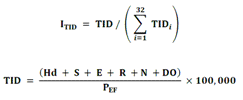 I_TID = TID / (∑_{i=1}^{32} TID_i)
TID = (Hd + S + E + R + N + DO) / P_EF × 100,000